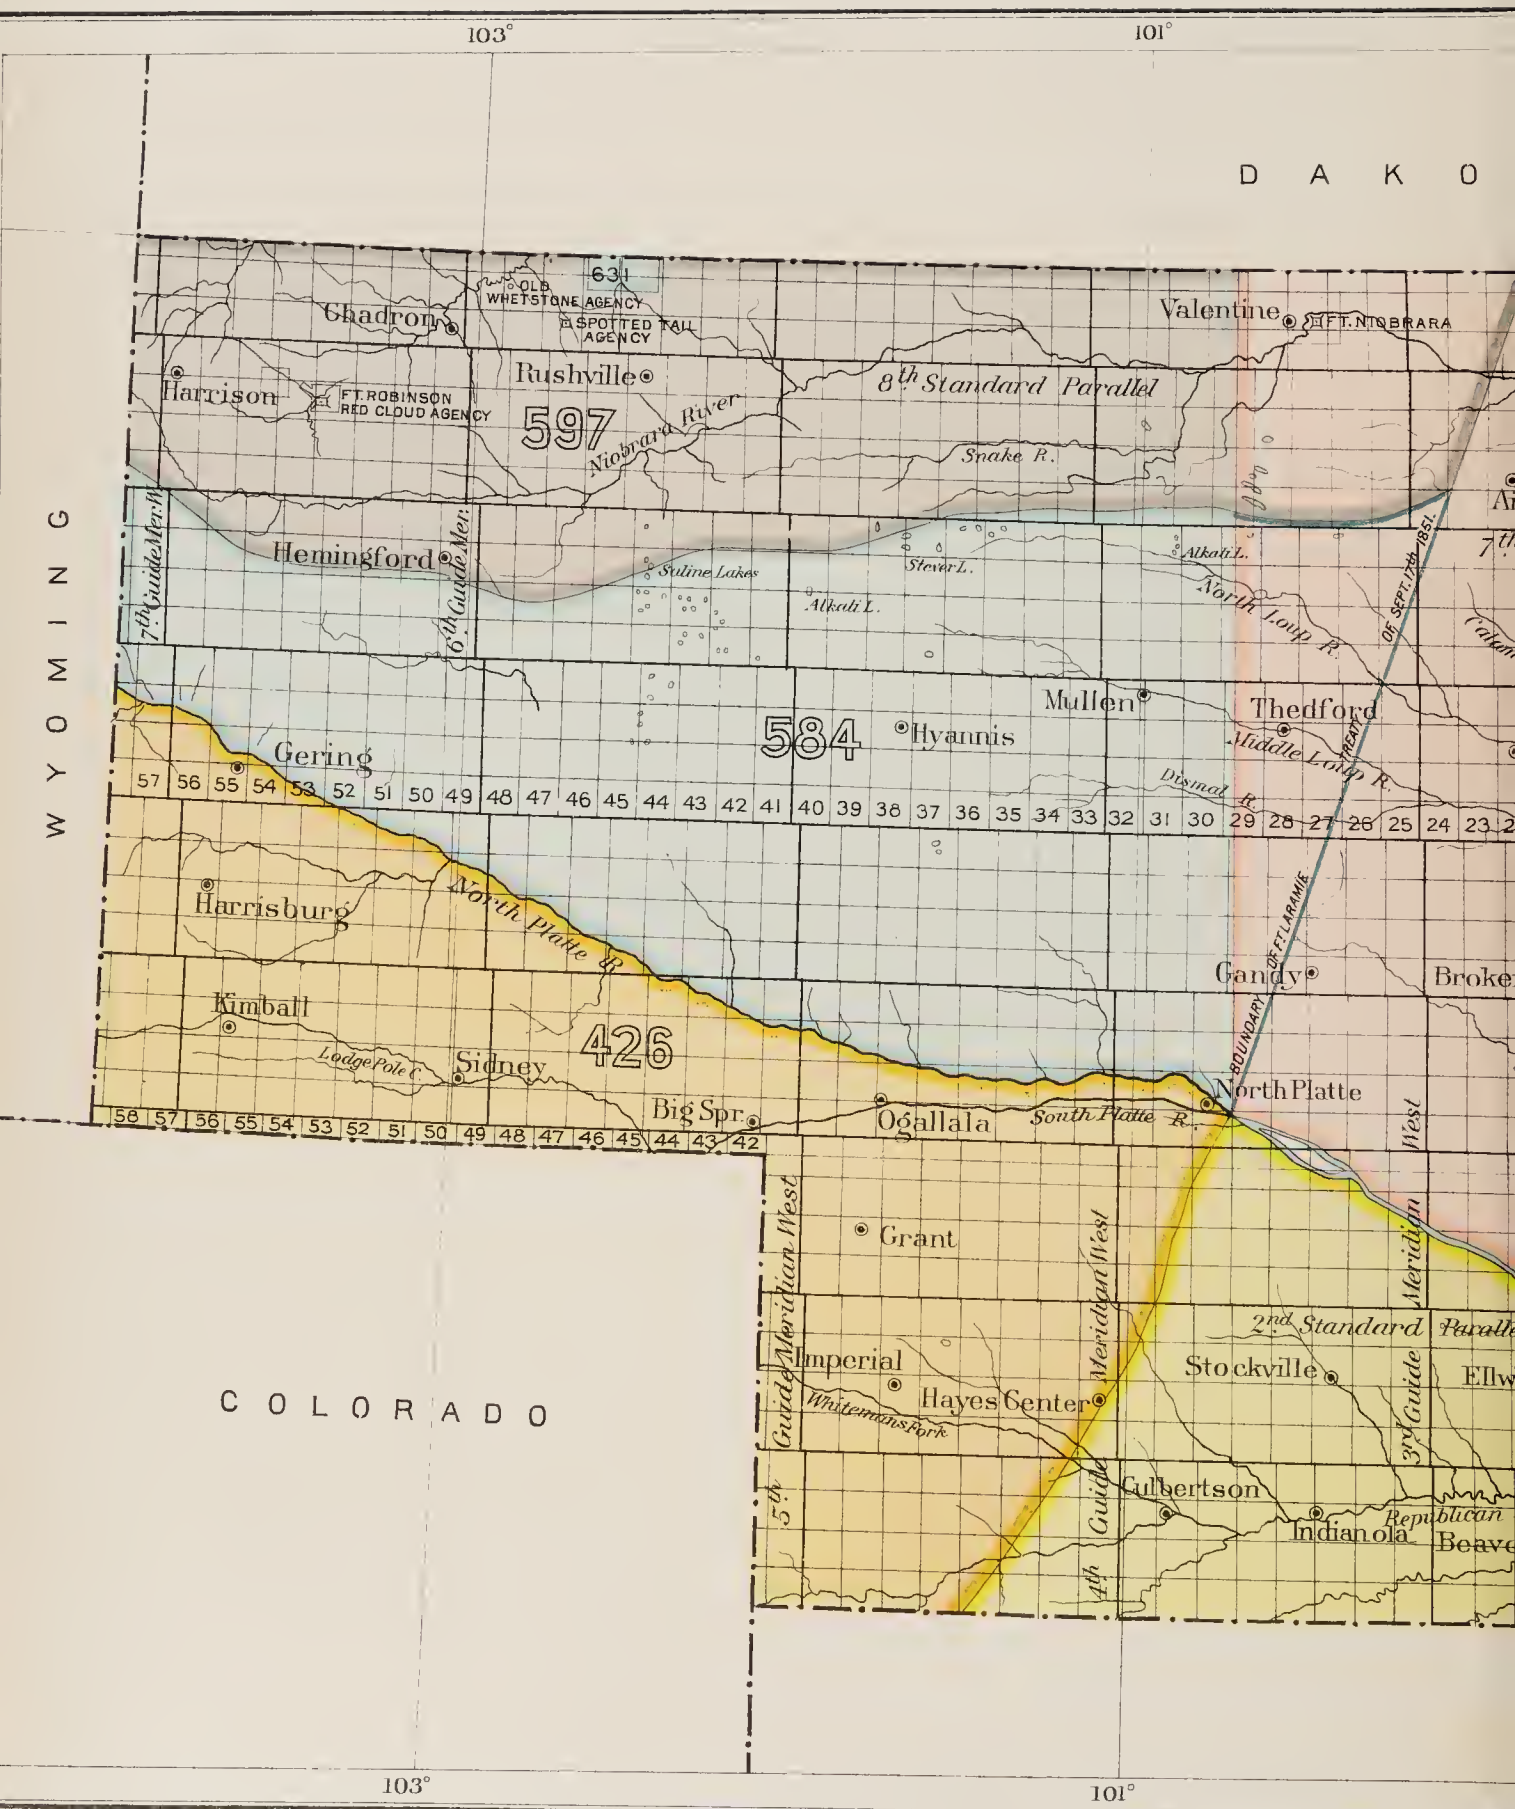 103°
101°
D A K O
631
OLD
WHETSTONE AGENCY
SPOTTED TAIL
AGENCY
Chadron
Valentine
FT. NIOBRARA
Harrison
FT. ROBINSON
RED CLOUD AGENCY
Rushville
597
Niobrara River
8th Standard Parallel
Snake R.
WYOMING
7th Guide Mer. W.
Hemingford
6th Guide Mer.
Saline Lakes
Alkali L.
Stever L.
Alkali L.
North Loup R.
7th
BOUNDARY OF FT LARAMIE TREATY OF SEPT. 17th 1851.
Mullen
Thedford
584
Hyannis
Middle Loup R.
Dismal R.
Gering
57 56 55 54 53 52 51 50 49 48 47 46 45 44 43 42 41 40 39 38 37 36 35 34 33 32 31 30 29 28 27 26 25 24 23 2
Harrisburg
North Platte R.
Gandy
Broke
Kimball
Lodge Pole C.
Sidney
426
Big Spr.
Ogallala
South Platte R.
North Platte
58 57 56 55 54 53 52 51 50 49 48 47 46 45 44 43 42
Grant
5th Guide Meridian West
4th Guide Meridian West
3rd Guide Meridian West
2nd Standard Paralle
Imperial
Hayes Center
Whitemans Fork
Stockville
Ellw
COLORADO
Culbertson
Indianola
Republican
Beave
103°
101°